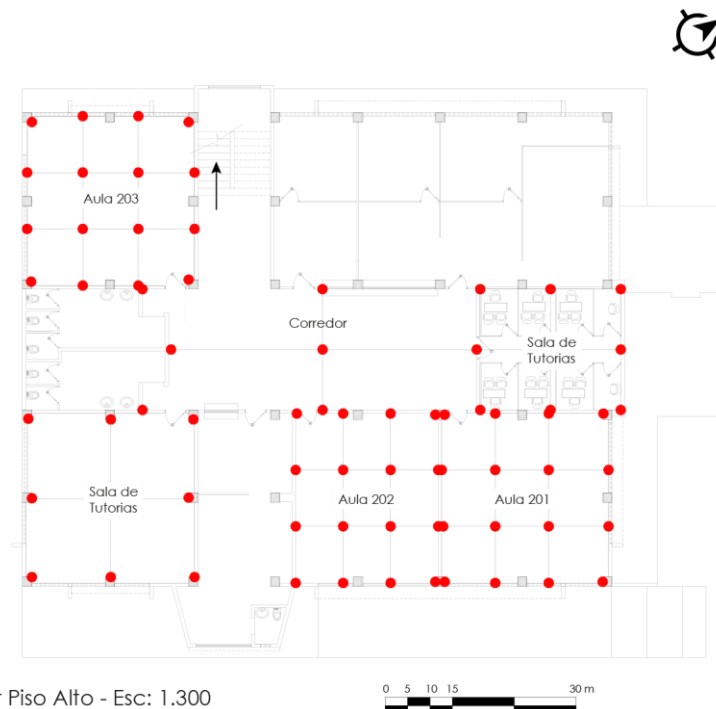 Aula 203
Corredor
Sala de
Tutorias
Sala de
Tutorias
Aula 202
Aula 201
Piso Alto - Esc: 1.300
0 5 10 15 30 m